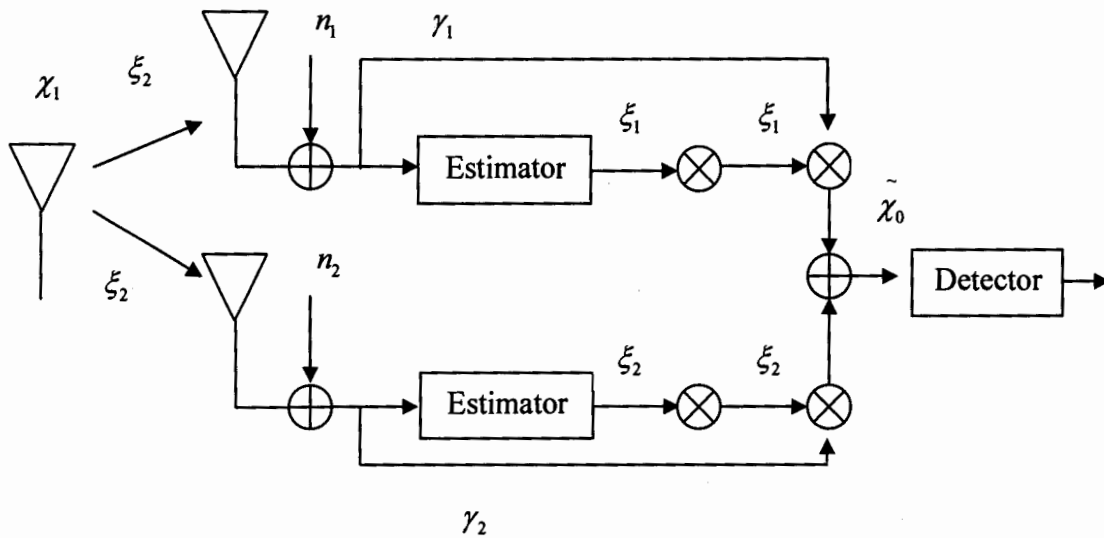 n₁
γ₁
ξ₂
χ₁
ξ₁
ξ₁
Estimator
χ̃₀
ξ₂
n₂
Detector
ξ₂
ξ₂
Estimator
γ₂